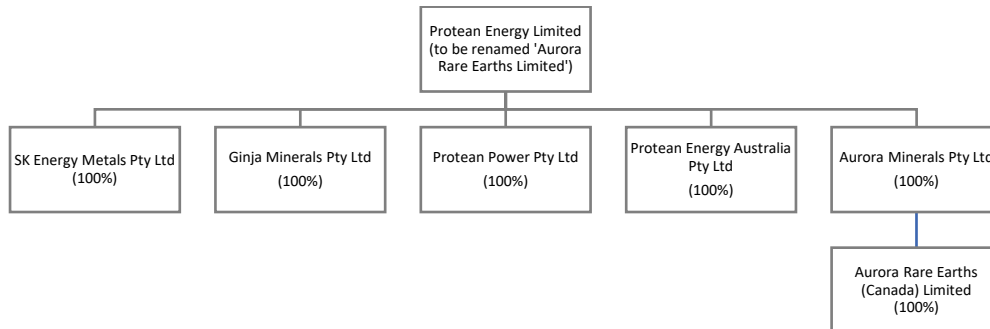 Protean Energy Limited
(to be renamed 'Aurora
Rare Earths Limited')
SK Energy Metals Pty Ltd
(100%)
Ginja Minerals Pty Ltd
(100%)
Protean Power Pty Ltd
(100%)
Protean Energy Australia
Pty Ltd
(100%)
Aurora Minerals Pty Ltd
(100%)
Aurora Rare Earths
(Canada) Limited
(100%)